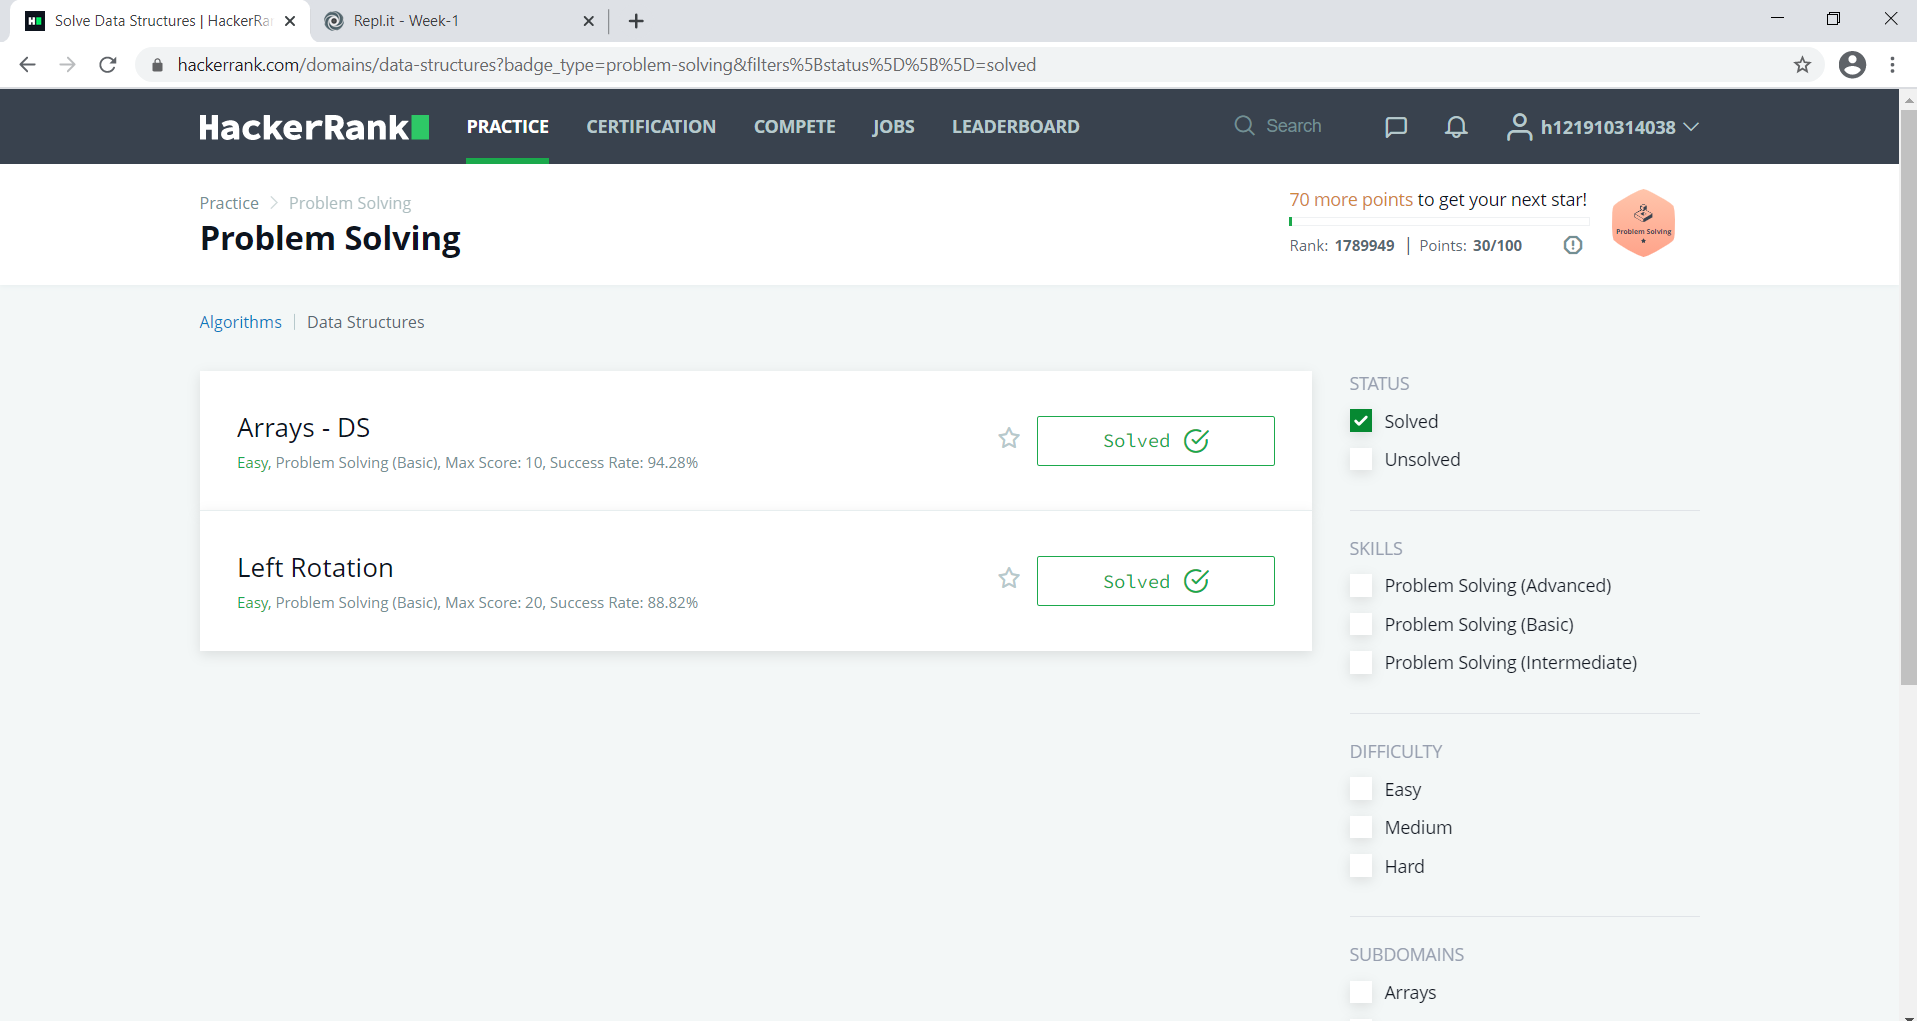 Solve Data Structures | HackerRa
Repl.it - Week-1
hackerrank.com/domains/data-structures?badge_type=problem-solving&filters%5Bstatus%5D%5B%5D=solved
HackerRank
PRACTICE
CERTIFICATION
COMPETE
JOBS
LEADERBOARD
Search
h121910314038
Practice
Problem Solving
Problem Solving
70 more points to get your next star!
Rank: 1789949 | Points: 30/100
Problem Solving
Algorithms
Data Structures
Arrays - DS
Easy, Problem Solving (Basic), Max Score: 10, Success Rate: 94.28%
Solved
Left Rotation
Easy, Problem Solving (Basic), Max Score: 20, Success Rate: 88.82%
Solved
STATUS
Solved
Unsolved
SKILLS
Problem Solving (Advanced)
Problem Solving (Basic)
Problem Solving (Intermediate)
DIFFICULTY
Easy
Medium
Hard
SUBDOMAINS
Arrays